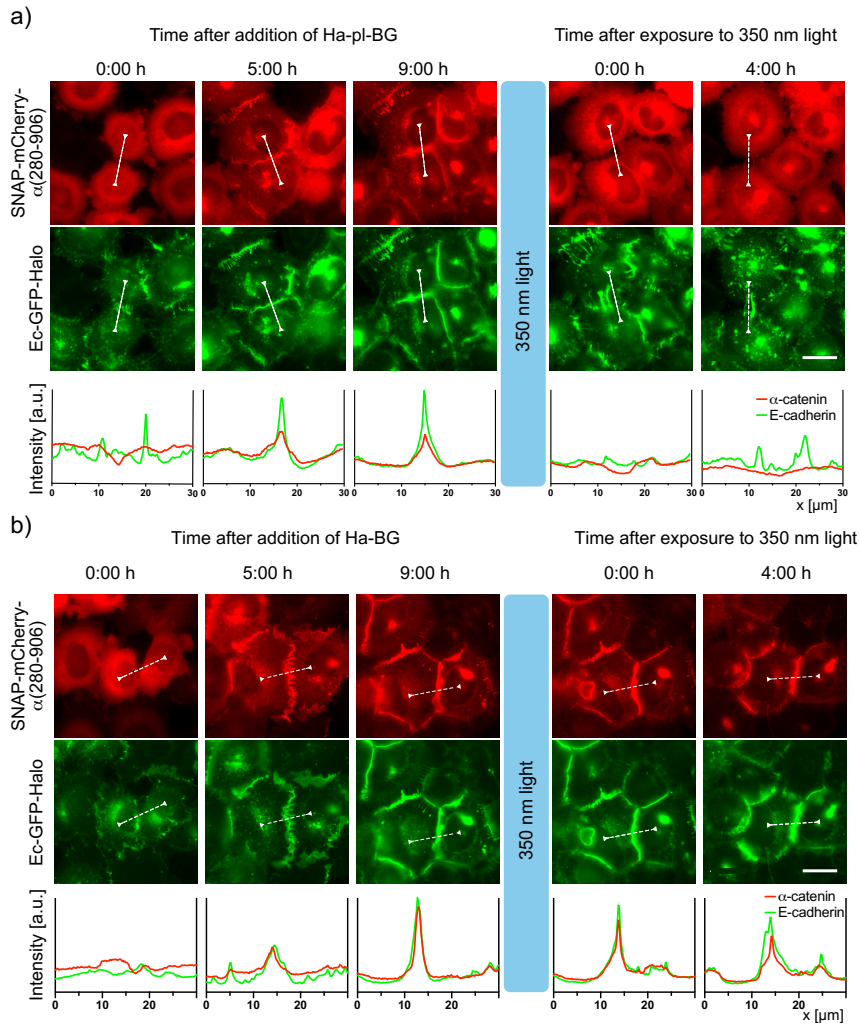 a)
Time after addition of Ha-pl-BG
Time after exposure to 350 nm light
0:00 h
5:00 h
9:00 h
0:00 h
4:00 h
SNAP-mCherry-
α(280-906)
Ec-GFP-Halo
350 nm light
Intensity [a.u.]
α-catenin
E-cadherin
0 10 20 30
0 10 20 30
0 10 20 30
0 10 20 30
0 10 20 30
x [µm]
b)
Time after addition of Ha-BG
Time after exposure to 350 nm light
0:00 h
5:00 h
9:00 h
0:00 h
4:00 h
SNAP-mCherry-
α(280-906)
Ec-GFP-Halo
350 nm light
Intensity [a.u.]
α-catenin
E-cadherin
0 10 20 30
0 10 20 30
0 10 20 30
0 10 20 30
0 10 20 30
x [µm]